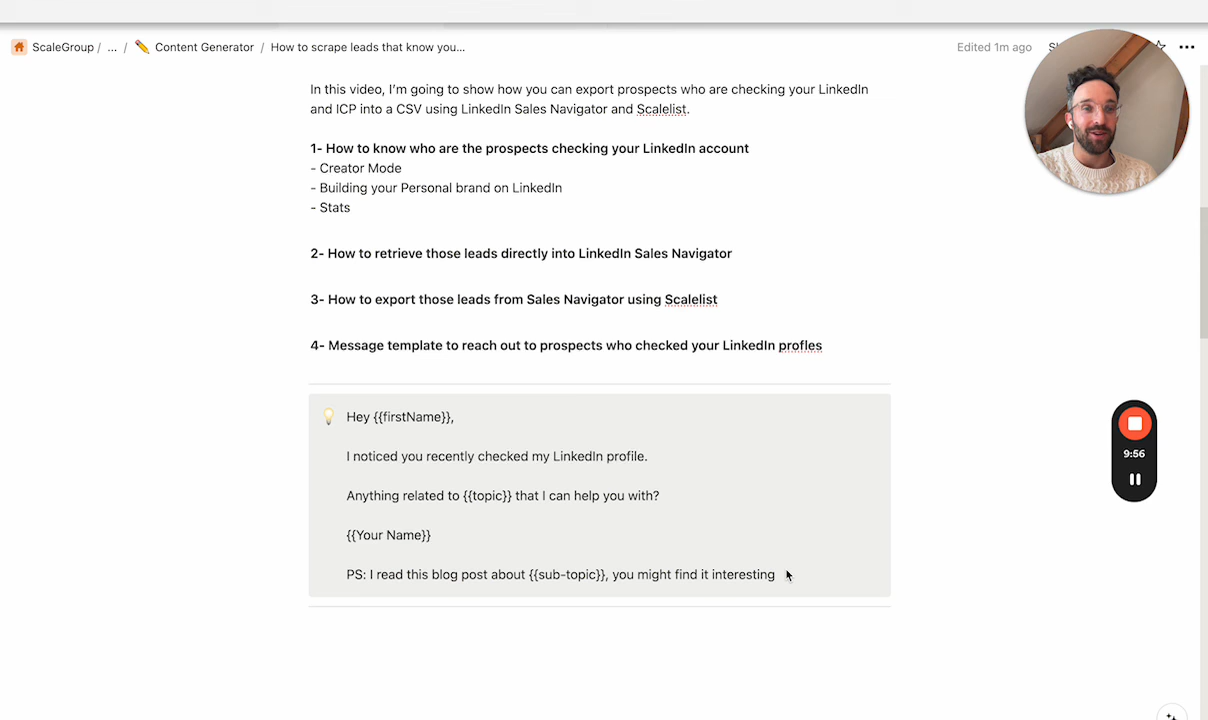 ScaleGroup / ... / Content Generator / How to scrape leads that know you...
Edited 1m ago
In this video, I'm going to show how you can export prospects who are checking your LinkedIn
and ICP into a CSV using LinkedIn Sales Navigator and Scalelist.
1- How to know who are the prospects checking your LinkedIn account
- Creator Mode
- Building your Personal brand on LinkedIn
- Stats
2- How to retrieve those leads directly into LinkedIn Sales Navigator
3- How to export those leads from Sales Navigator using Scalelist
4- Message template to reach out to prospects who checked your LinkedIn profles
Hey {{firstName}},
I noticed you recently checked my LinkedIn profile.
Anything related to {{topic}} that I can help you with?
{{Your Name}}
PS: I read this blog post about {{sub-topic}}, you might find it interesting
9:56